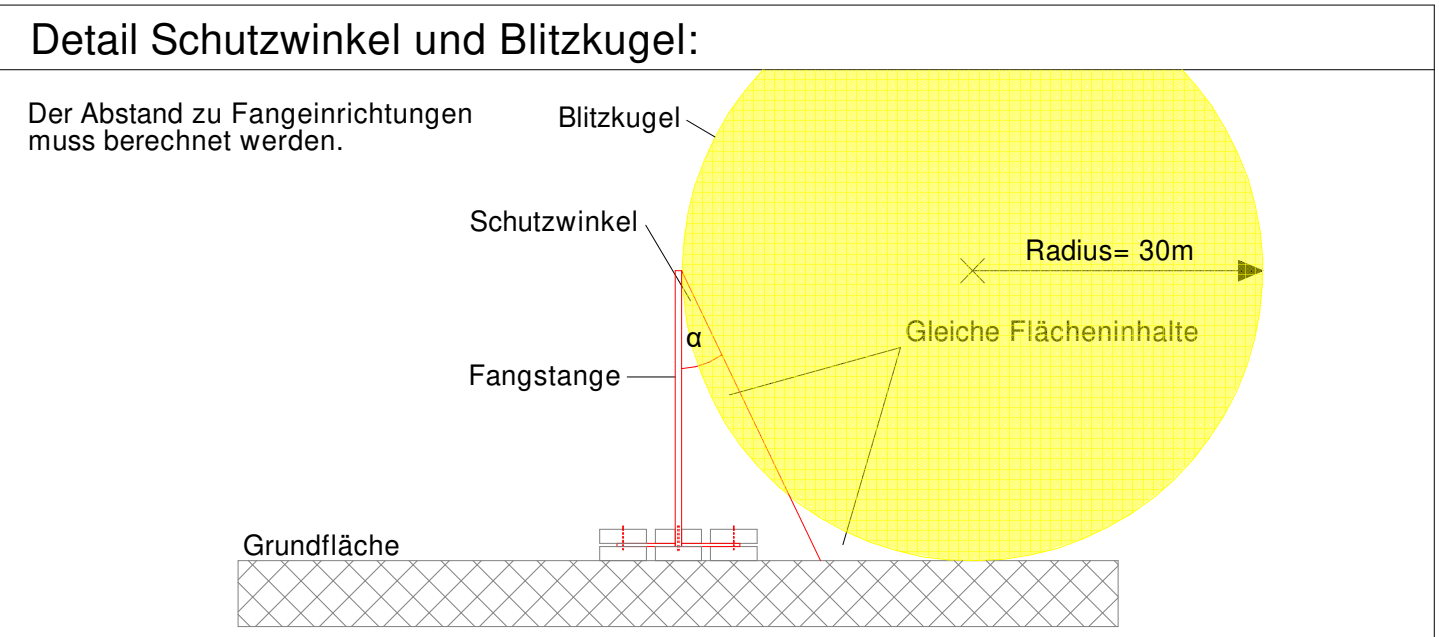 Detail Schutzwinkel und Blitzkugel:
Der Abstand zu Fangeinrichtungen
muss berechnet werden.
Blitzkugel
Schutzwinkel
Radius= 30m
Gleiche Flächeninhalte
α
Fangstange
Grundfläche